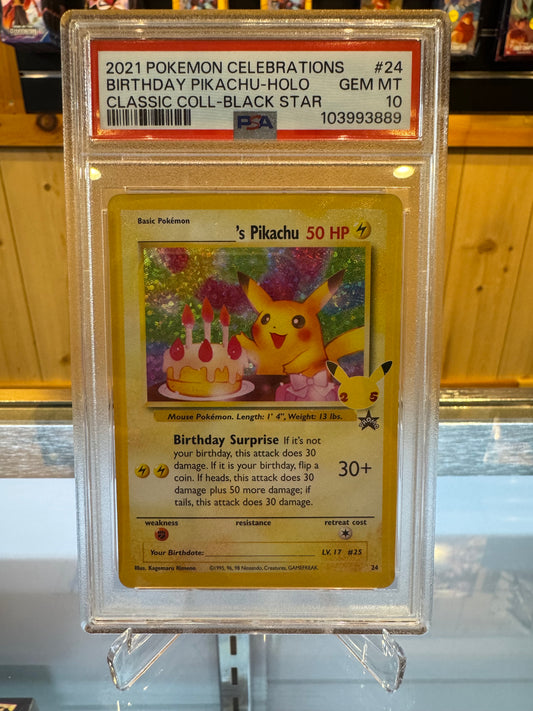 2021 POKEMON CELEBRATIONS #24
BIRTHDAY PIKACHU-HOLO GEM MT
CLASSIC COLL-BLACK STAR 10
PSA 103993889
Basic Pokémon
's Pikachu 50 HP
25
PROMO
Mouse Pokémon. Length: 1' 4", Weight: 13 lbs.
Birthday Surprise If it's not
your birthday, this attack does 30
damage. If it is your birthday, flip a
coin. If heads, this attack does 30
damage plus 50 more damage; if
tails, this attack does 30 damage.
30+
weakness resistance retreat cost
Your Birthdate: LV. 17 #25
Illus. Kagemaru Himeno ©1995, 96, 98 Nintendo, Creatures, GAMEFREAK. 24